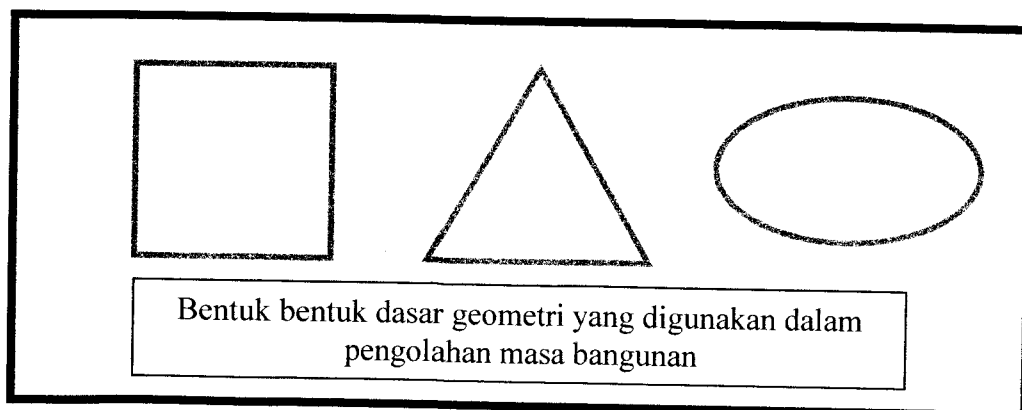 Bentuk bentuk dasar geometri yang digunakan dalam
pengolahan masa bangunan